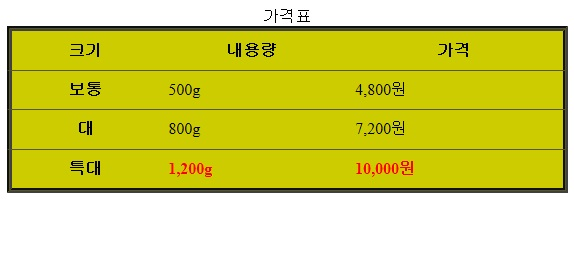 가격표
크기 내용량 가격
보통 500g 4,800원
대 800g 7,200원
특대 1,200g 10,000원